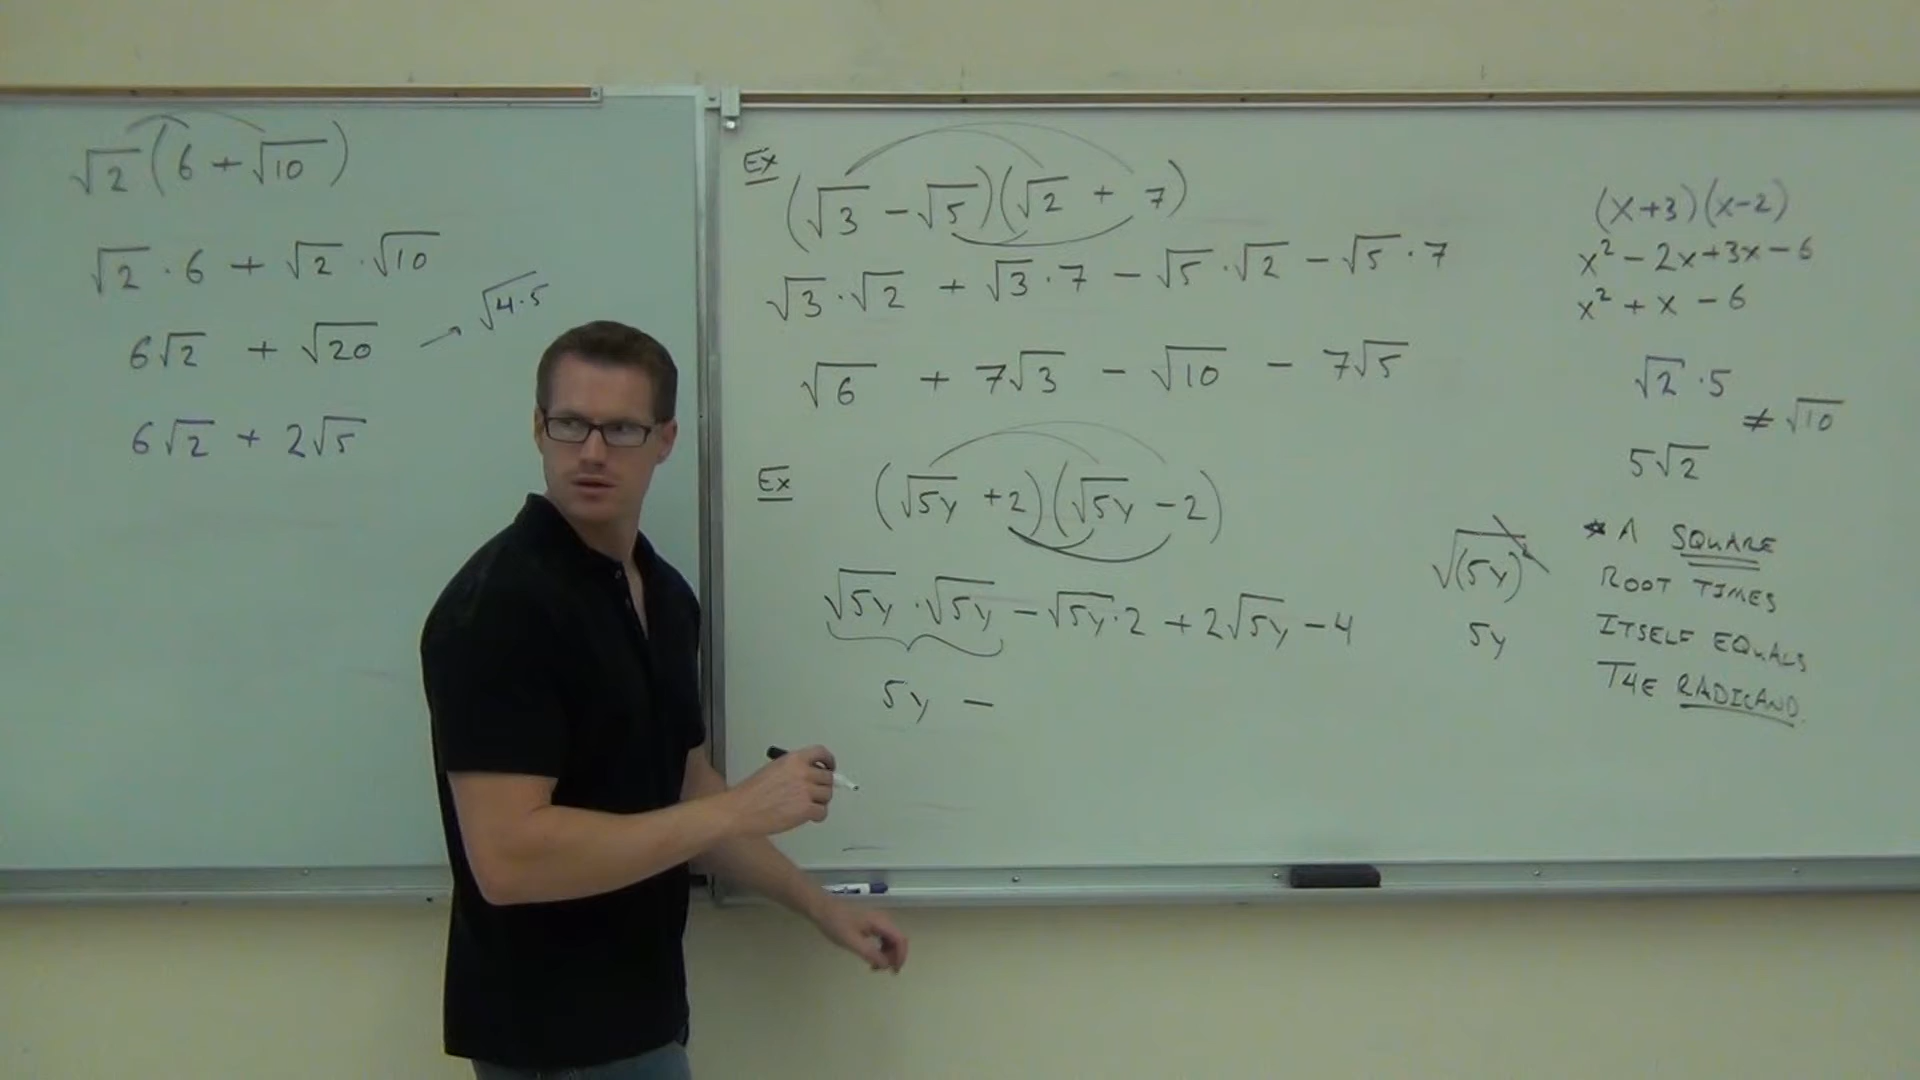 √2(6 + √10)
√2 · 6 + √2 · √10
6√2 + √20 → √4·5
6√2 + 2√5
Ex
(√3 - √5)(√2 + 7)
√3 · √2 + √3 · 7 - √5 · √2 - √5 · 7
√6 + 7√3 - √10 - 7√5
Ex
(√5y + 2)(√5y - 2)
√5y · √5y - √5y · 2 + 2√5y - 4
5y -
√(5y)²
5y
(x+3)(x-2)
x² - 2x + 3x - 6
x² + x - 6
√2 · 5
≠ √10
5√2
* A SQUARE
ROOT TIMES
ITSELF EQUALS
THE RADICAND.